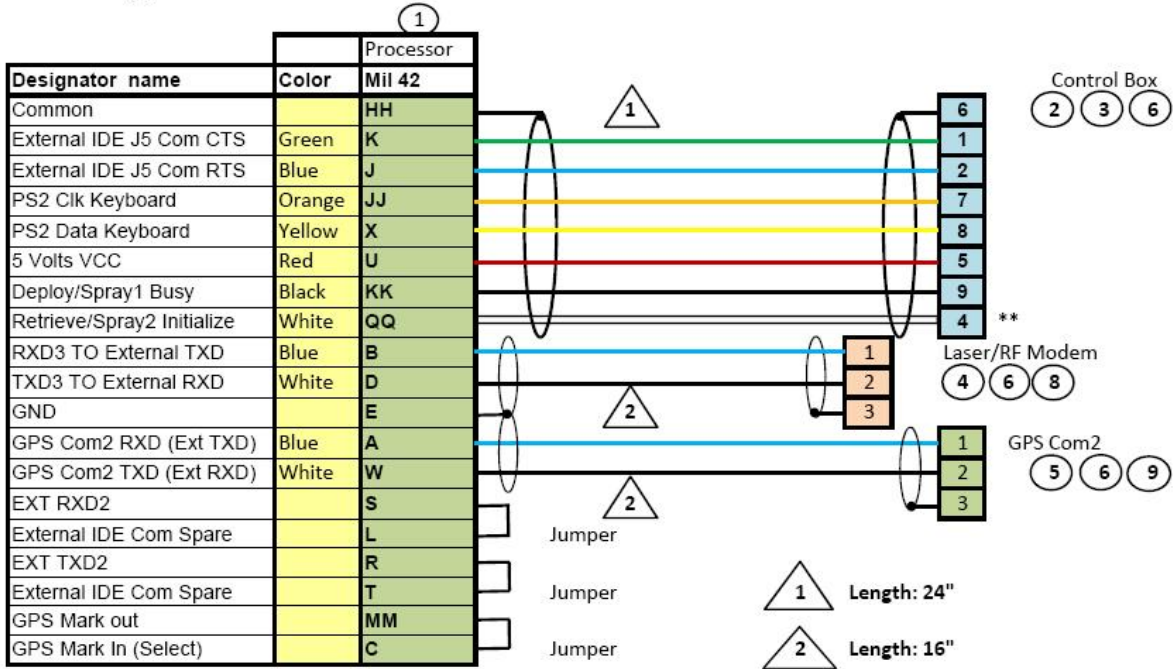 1
Processor
Designator name Color Mil 42
Common HH
External IDE J5 Com CTS Green K
External IDE J5 Com RTS Blue J
PS2 Clk Keyboard Orange JJ
PS2 Data Keyboard Yellow X
5 Volts VCC Red U
Deploy/Spray1 Busy Black KK
Retrieve/Spray2 Initialize White QQ
RXD3 TO External TXD Blue B
TXD3 TO External RXD White D
GND E
GPS Com2 RXD (Ext TXD) Blue A
GPS Com2 TXD (Ext RXD) White W
EXT RXD2 S
External IDE Com Spare L
EXT TXD2 R
External IDE Com Spare T
GPS Mark out MM
GPS Mark In (Select) C
1
2
2
Jumper
Jumper
Jumper
6
1
2
7
8
5
9
4 **
Control Box
2 3 6
1
2
3
Laser/RF Modem
4 6 8
1
2
3
GPS Com2
5 6 9
1 Length: 24"
2 Length: 16"